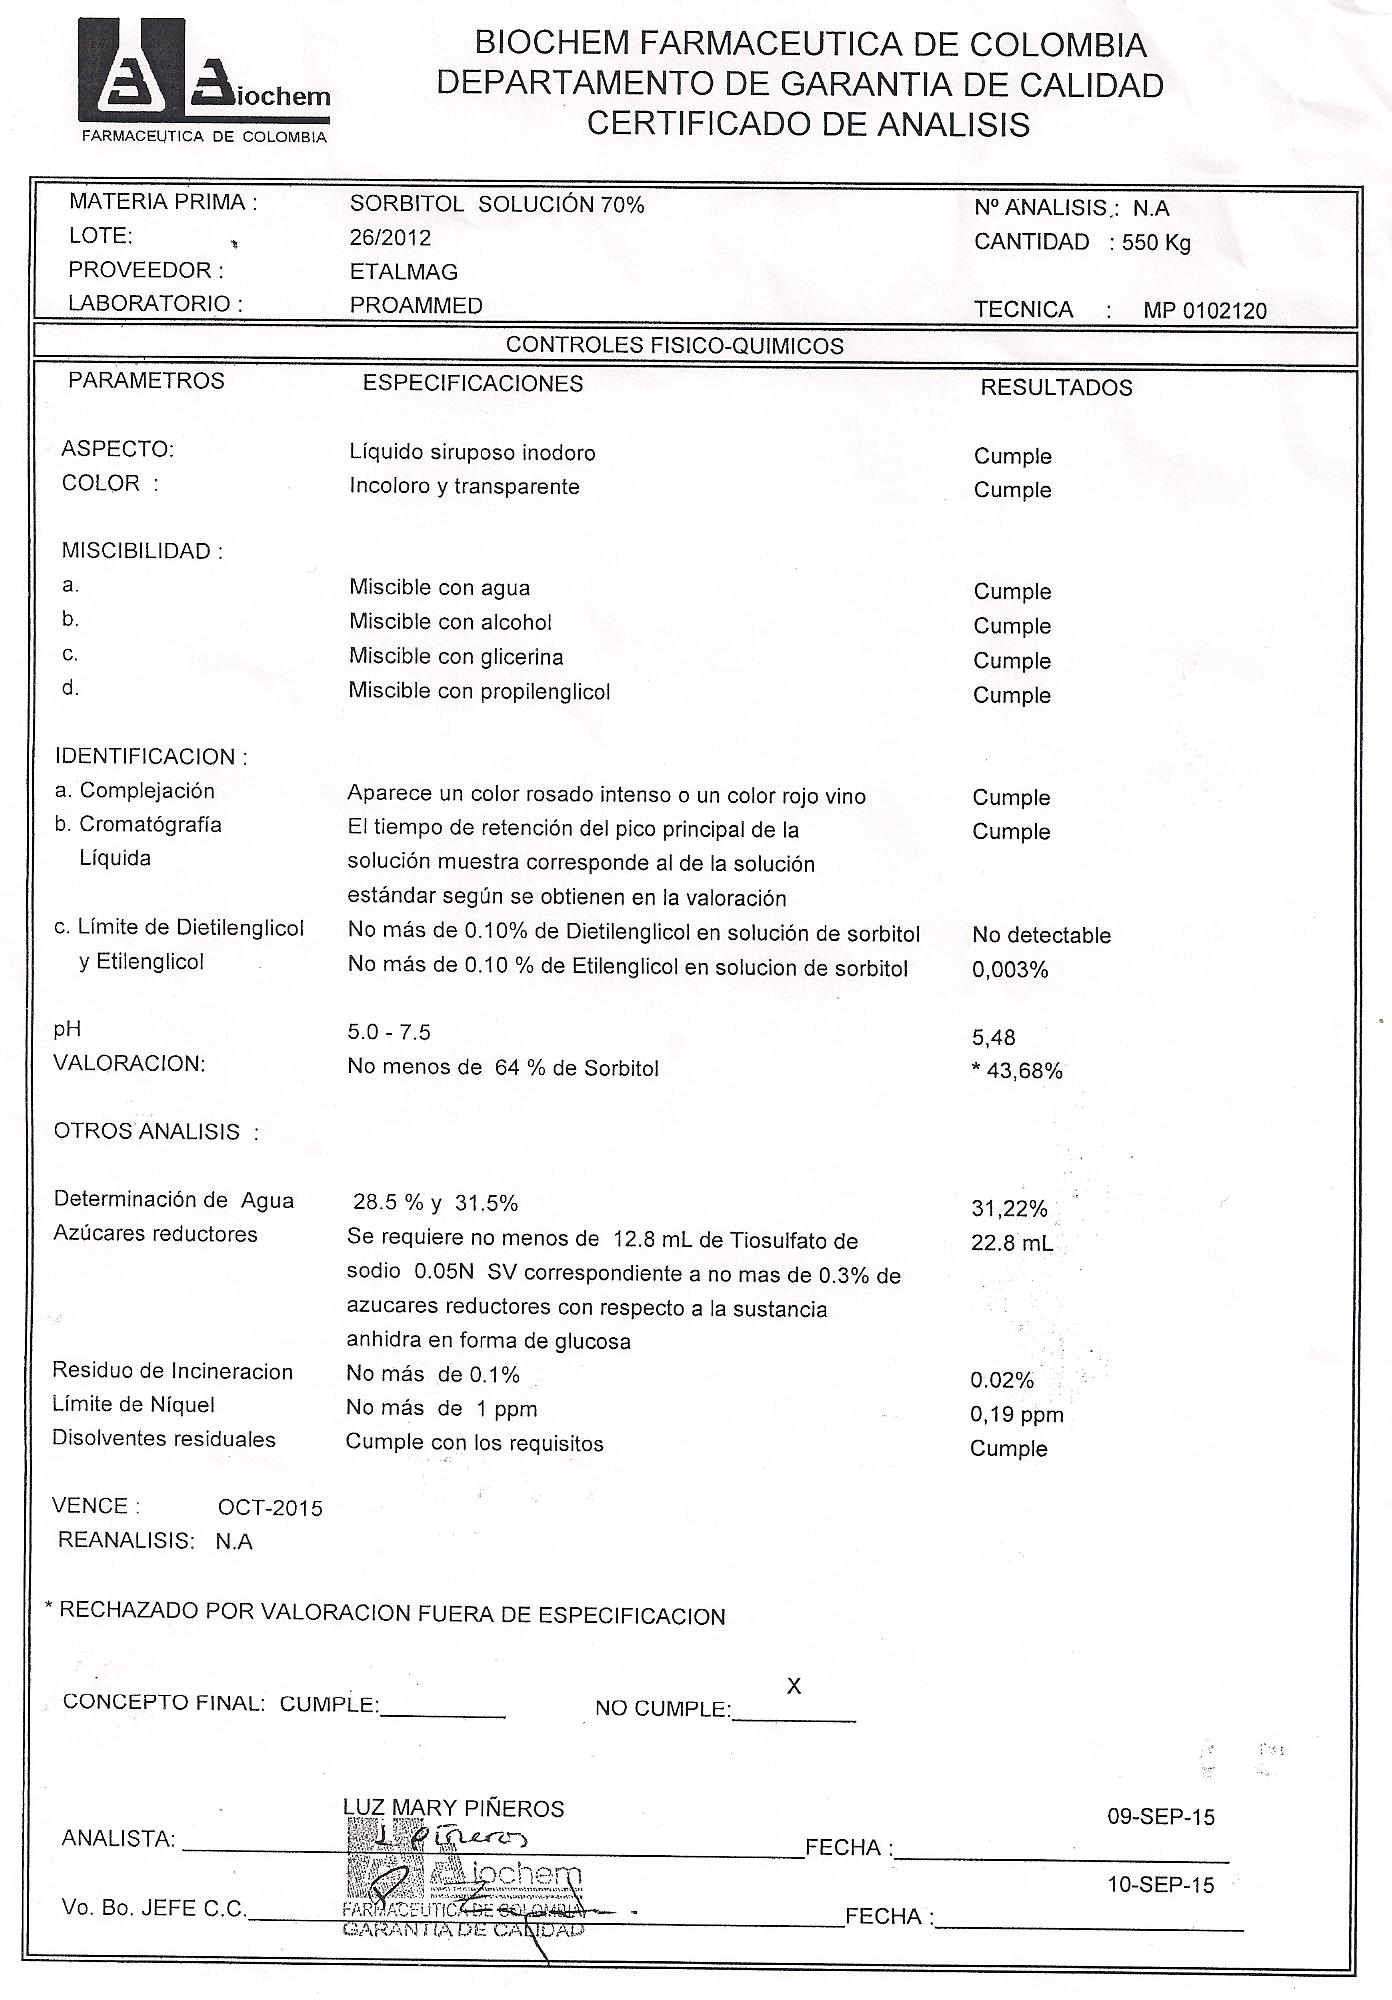 Biochem
FARMACEUTICA DE COLOMBIA
BIOCHEM FARMACEUTICA DE COLOMBIA
DEPARTAMENTO DE GARANTIA DE CALIDAD
CERTIFICADO DE ANALISIS
MATERIA PRIMA : SORBITOL SOLUCIÓN 70% Nº ANALISIS : N.A
LOTE: 26/2012 CANTIDAD : 550 Kg
PROVEEDOR : ETALMAG
LABORATORIO : PROAMMED TECNICA : MP 0102120
CONTROLES FISICO-QUIMICOS
PARAMETROS ESPECIFICACIONES RESULTADOS
ASPECTO: Líquido siruposo inodoro Cumple
COLOR : Incoloro y transparente Cumple
MISCIBILIDAD :
a. Miscible con agua Cumple
b. Miscible con alcohol Cumple
c. Miscible con glicerina Cumple
d. Miscible con propilenglicol Cumple
IDENTIFICACION :
a. Complejación Aparece un color rosado intenso o un color rojo vino Cumple
b. Cromatógrafía El tiempo de retención del pico principal de la Cumple
Líquida solución muestra corresponde al de la solución
estándar según se obtienen en la valoración
c. Límite de Dietilenglicol No más de 0.10% de Dietilenglicol en solución de sorbitol No detectable
y Etilenglicol No más de 0.10 % de Etilenglicol en solucion de sorbitol 0,003%
pH 5.0 - 7.5 5,48
VALORACION: No menos de 64 % de Sorbitol * 43,68%
OTROS ANALISIS :
Determinación de Agua 28.5 % y 31.5% 31,22%
Azúcares reductores Se requiere no menos de 12.8 mL de Tiosulfato de 22.8 mL
sodio 0.05N SV correspondiente a no mas de 0.3% de
azucares reductores con respecto a la sustancia
anhidra en forma de glucosa
Residuo de Incineracion No más de 0.1% 0.02%
Límite de Níquel No más de 1 ppm 0,19 ppm
Disolventes residuales Cumple con los requisitos Cumple
VENCE : OCT-2015
REANALISIS: N.A
* RECHAZADO POR VALORACION FUERA DE ESPECIFICACION
X
CONCEPTO FINAL: CUMPLE: NO CUMPLE:
LUZ MARY PIÑEROS 09-SEP-15
ANALISTA: L Piñeros FECHA :
Biochem 10-SEP-15
Vo. Bo. JEFE C.C. FARMACEUTICA DE COLOMBIA FECHA :
GARANTIA DE CALIDAD